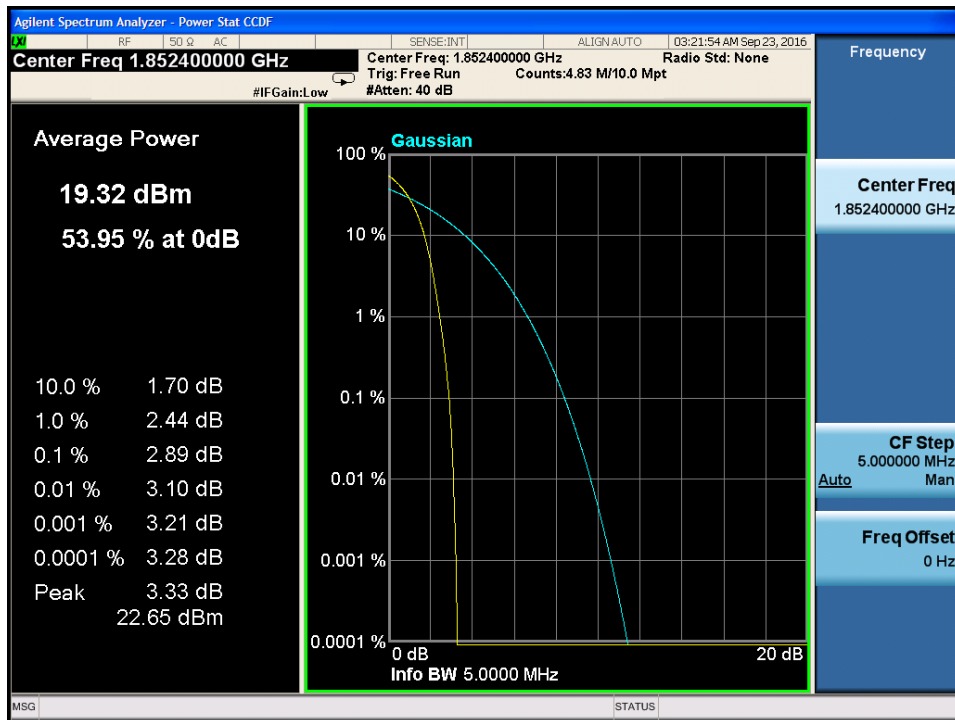 Agilent Spectrum Analyzer - Power Stat CCDF
LXI RF 50 Ω AC SENSE:INT ALIGN AUTO 03:21:54 AM Sep 23, 2016
Center Freq 1.852400000 GHz
Center Freq: 1.852400000 GHz Radio Std: None
Trig: Free Run Counts:4.83 M/10.0 Mpt
#IFGain:Low #Atten: 40 dB
Average Power
19.32 dBm
53.95 % at 0dB
10.0 % 1.70 dB
1.0 % 2.44 dB
0.1 % 2.89 dB
0.01 % 3.10 dB
0.001 % 3.21 dB
0.0001 % 3.28 dB
Peak 3.33 dB
22.65 dBm
Gaussian
100 %
10 %
1 %
0.1 %
0.01 %
0.001 %
0.0001 %
0 dB 20 dB
Info BW 5.0000 MHz
Frequency
Center Freq
1.852400000 GHz
CF Step
5.000000 MHz
Auto Man
Freq Offset
0 Hz
MSG STATUS